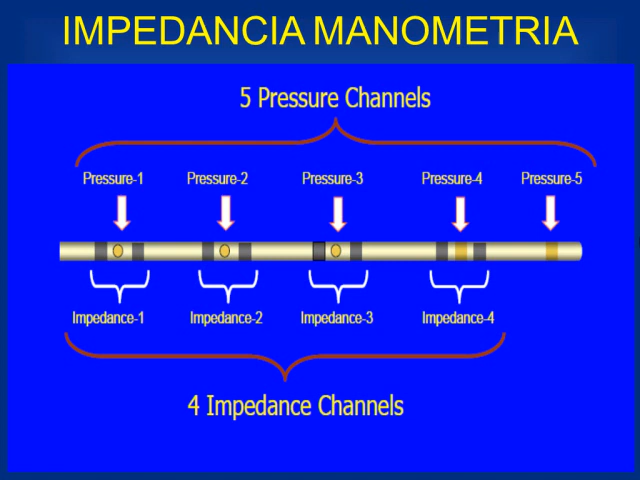 IMPEDANCIA MANOMETRIA
5 Pressure Channels
Pressure-1 Pressure-2 Pressure-3 Pressure-4 Pressure-5
Impedance-1 Impedance-2 Impedance-3 Impedance-4
4 Impedance Channels